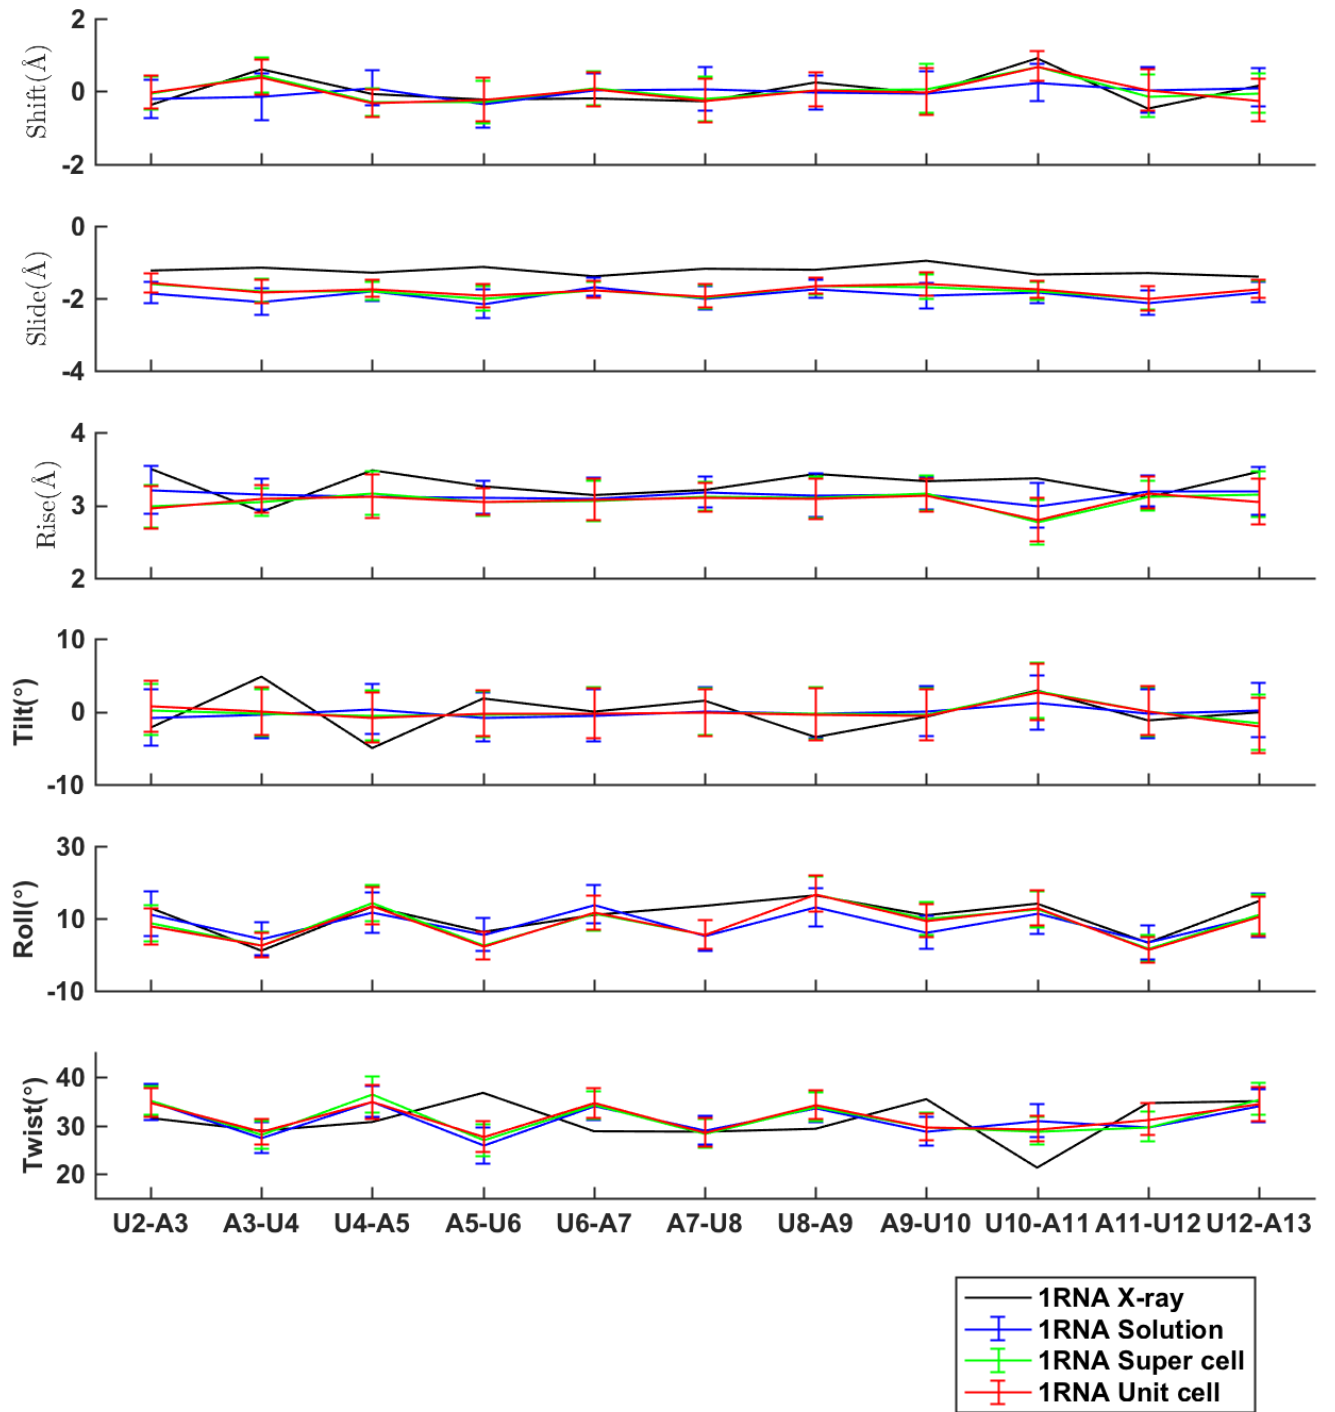 2
0
-2
Shift(Å)
0
-2
-4
Slide(Å)
4
3
2
Rise(Å)
10
0
-10
Tilt(°)
30
10
-10
Roll(°)
40
30
20
Twist(°)
U2-A3 A3-U4 U4-A5 A5-U6 U6-A7 A7-U8 U8-A9 A9-U10 U10-A11 A11-U12 U12-A13
1RNA X-ray
1RNA Solution
1RNA Super cell
1RNA Unit cell